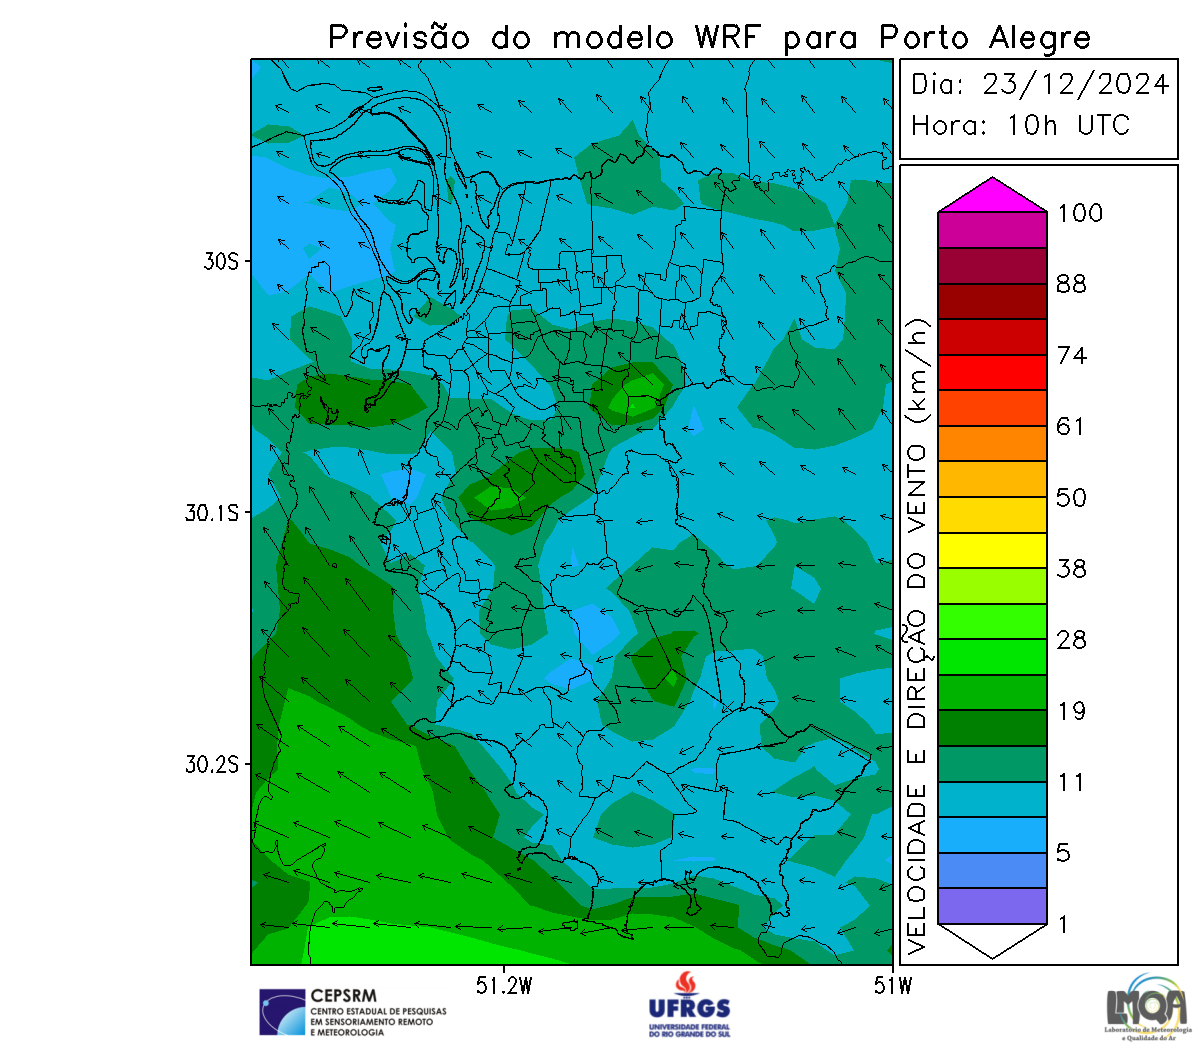 Previsão do modelo WRF para Porto Alegre
Dia: 23/12/2024
Hora: 10h UTC
100
88
74
61
50
38
28
19
11
5
1
VELOCIDADE E DIREÇÃO DO VENTO (km/h)
30S
30.1S
30.2S
51.2W
51W
CEPSRM
CENTRO ESTADUAL DE PESQUISAS
EM SENSORIAMENTO REMOTO
E METEOROLOGIA
UFRGS
UNIVERSIDADE FEDERAL
DO RIO GRANDE DO SUL
LMQA
Laboratório de Meteorologia
e Qualidade do Ar